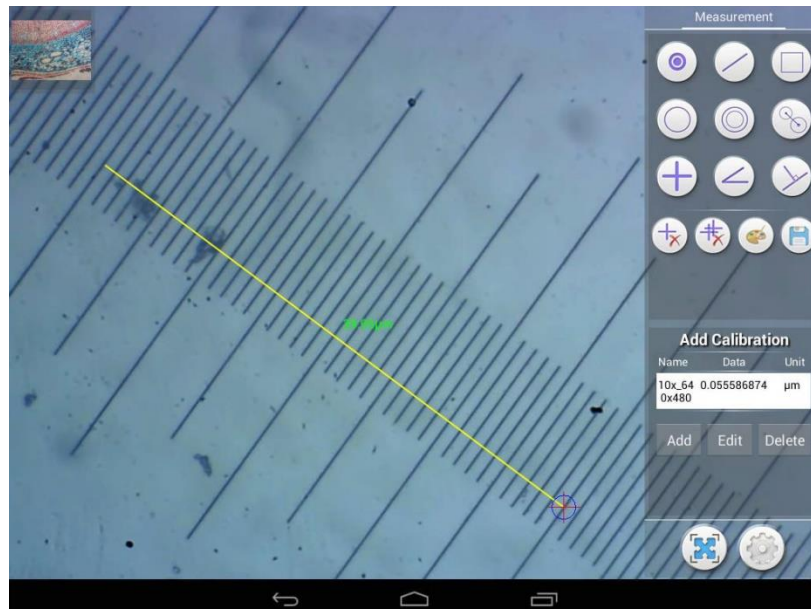 Measurement
Add Calibration
Name Data Unit
10x_64 0.055586874 μm
0x480
Add Edit Delete